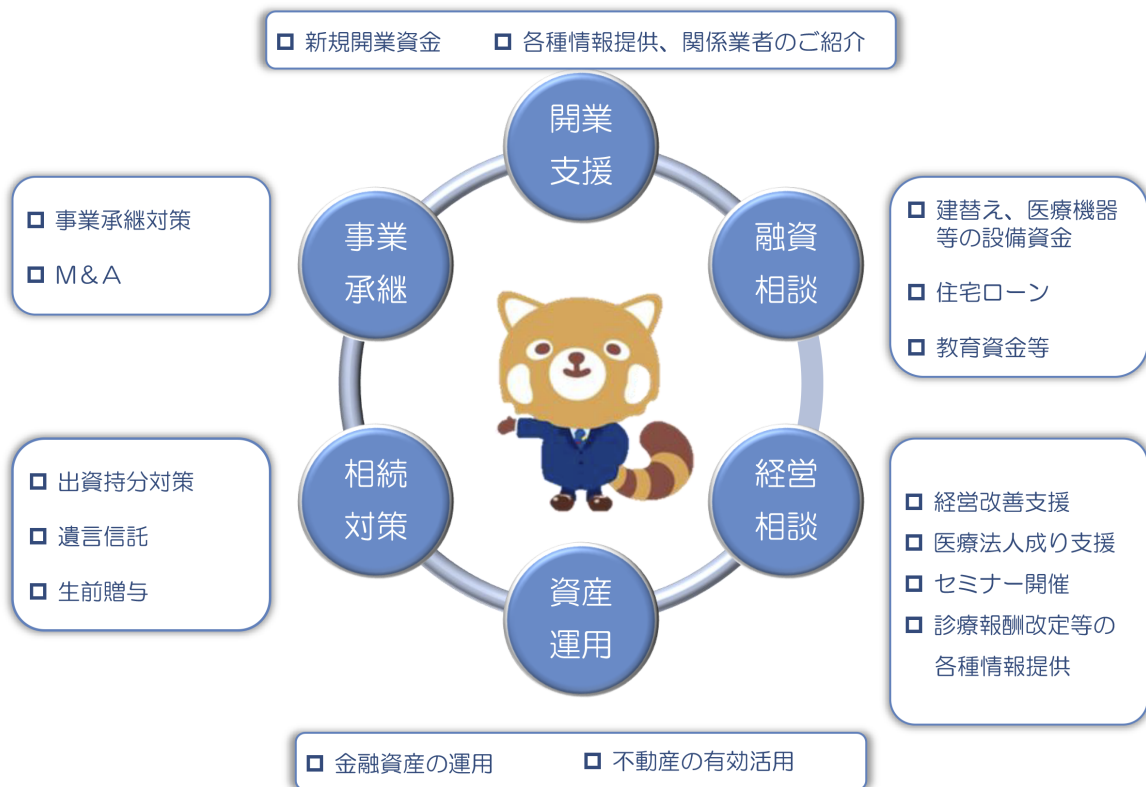 新規開業資金
各種情報提供、関係業者のご紹介
開業
支援
事業承継対策
M&A
事業
承継
融資
相談
建替え、医療機器
等の設備資金
住宅ローン
教育資金等
出資持分対策
遺言信託
生前贈与
相続
対策
経営
相談
経営改善支援
医療法人成り支援
セミナー開催
診療報酬改定等の
各種情報提供
資産
運用
金融資産の運用
不動産の有効活用